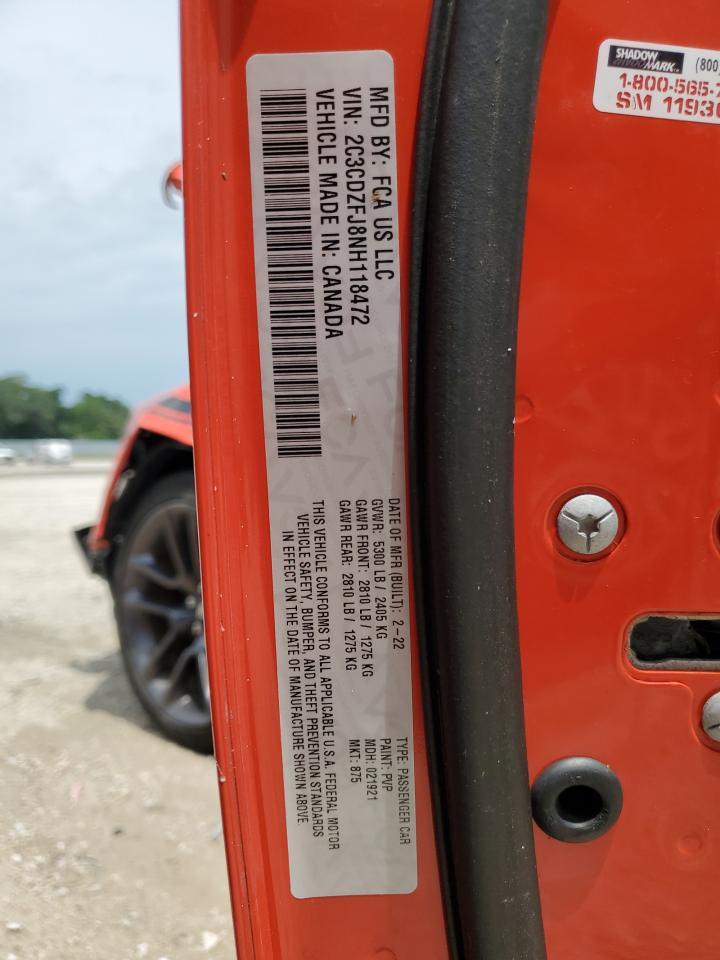 MFD BY: FCA US LLC
VIN: 2C3CDZFJ8NH118472
VEHICLE MADE IN: CANADA
DATE OF MFR (BUILT): 2-22
GVWR: 5300 LB / 2405 KG
GAWR FRONT: 2810 LB / 1275 KG
GAWR REAR: 2810 LB / 1275 KG
TYPE: PASSENGER CAR
PAINT: PVP
MDH: 021921
MKT: 875
THIS VEHICLE CONFORMS TO ALL APPLICABLE U.S.A. FEDERAL MOTOR
VEHICLE SAFETY, BUMPER, AND THEFT PREVENTION STANDARDS
IN EFFECT ON THE DATE OF MANUFACTURE SHOWN ABOVE
SHADOW
MARK
(800)
1-800-565-
SM 11930